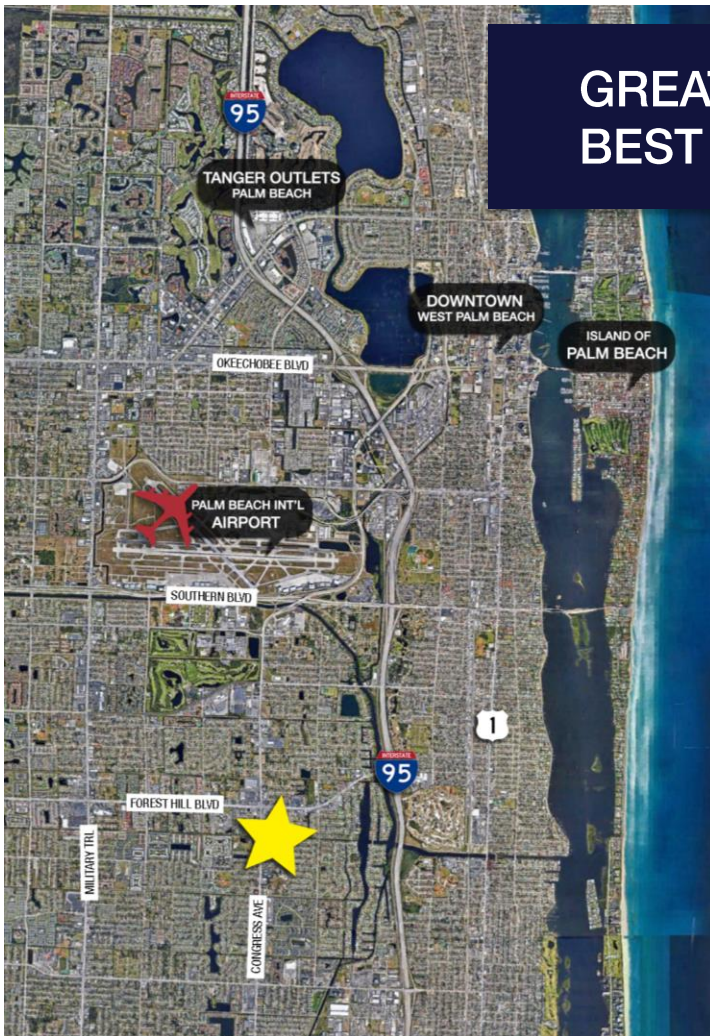 GREAT
BEST
INTERSTATE
95
TANGER OUTLETS
PALM BEACH
DOWNTOWN
WEST PALM BEACH
ISLAND OF
PALM BEACH
OKEECHOBEE BLVD
PALM BEACH INT'L
AIRPORT
SOUTHERN BLVD
1
INTERSTATE
95
FOREST HILL BLVD
MILITARY TRL
CONGRESS AVE